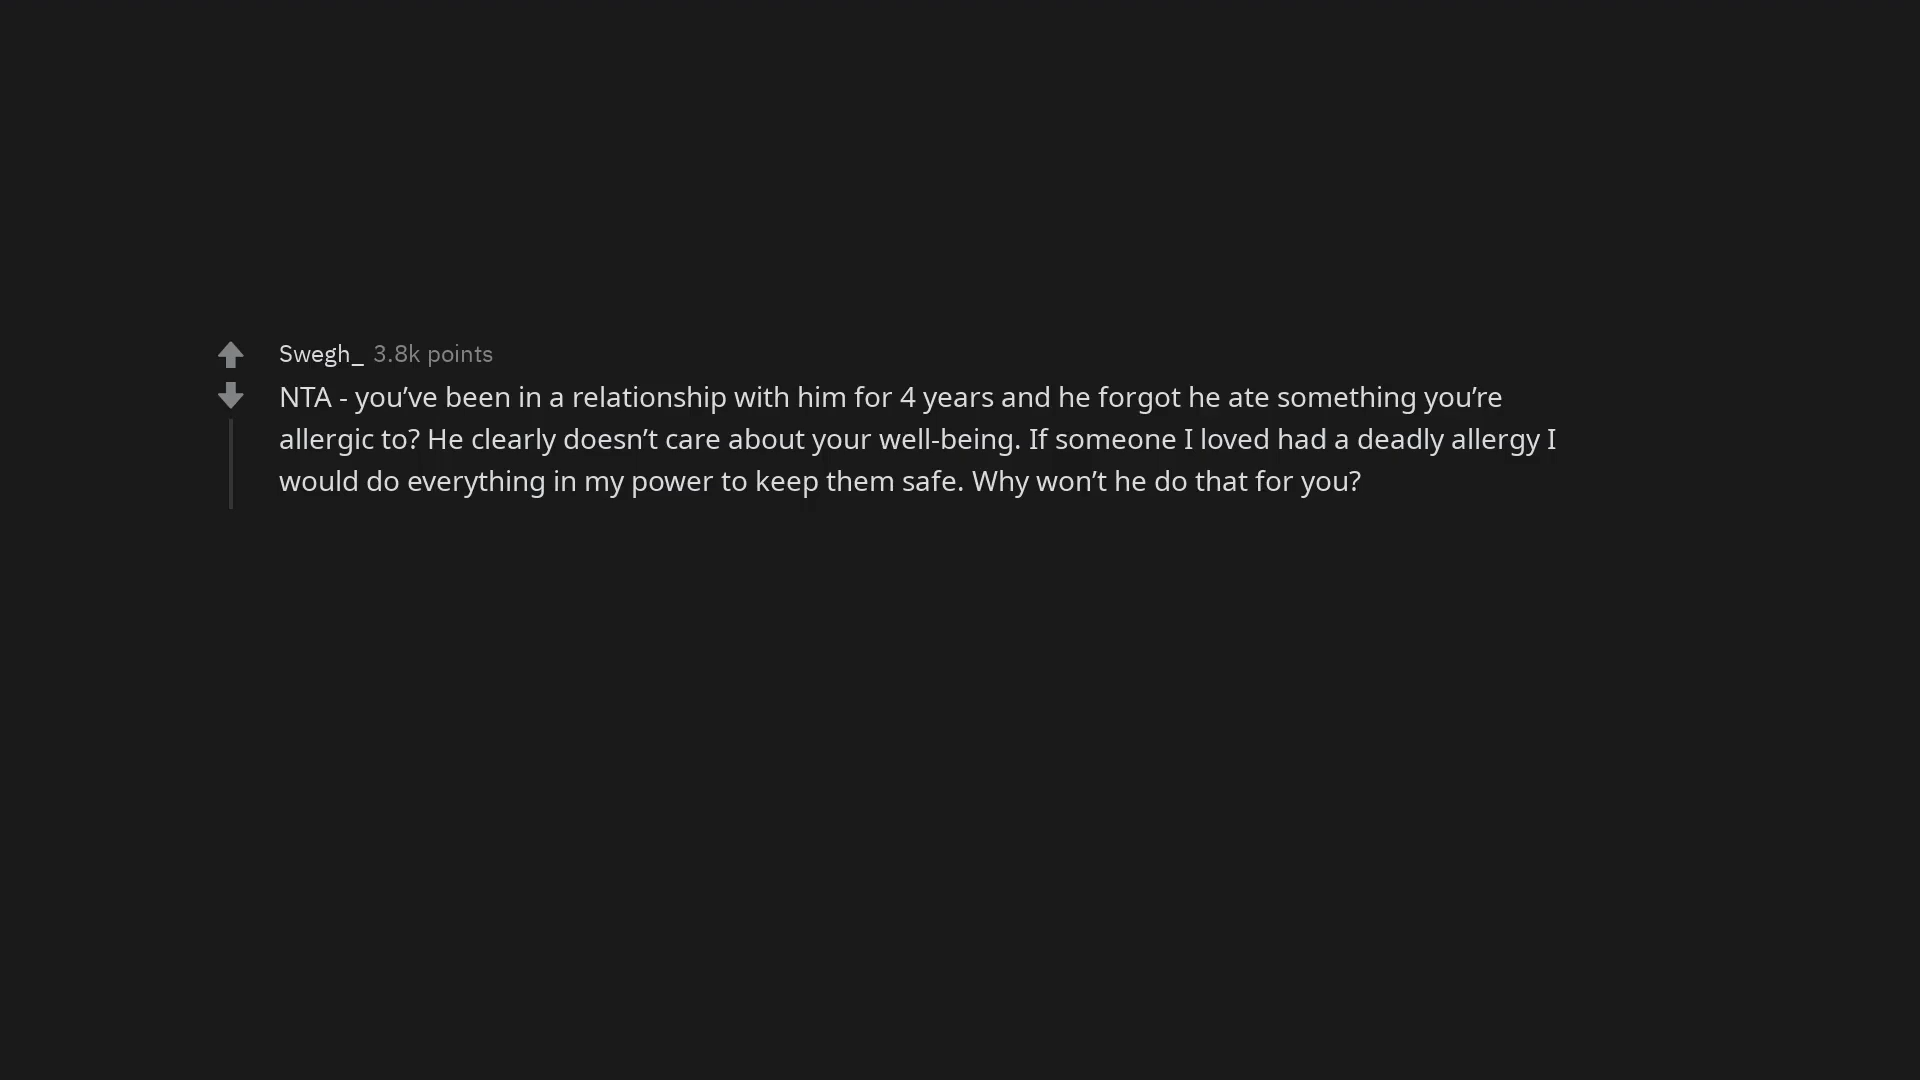 Swegh_ 3.8k points
NTA - you’ve been in a relationship with him for 4 years and he forgot he ate something you’re
allergic to? He clearly doesn’t care about your well-being. If someone I loved had a deadly allergy I
would do everything in my power to keep them safe. Why won’t he do that for you?